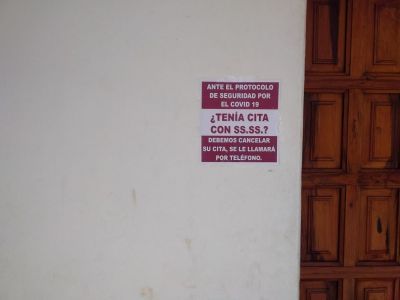 ANTE EL PROTOCOLO
DE SEGURIDAD POR
EL COVID 19
¿TENÍA CITA
CON SS.SS.?
DEBEMOS CANCELAR
SU CITA, SE LE LLAMARÁ
POR TELÉFONO.